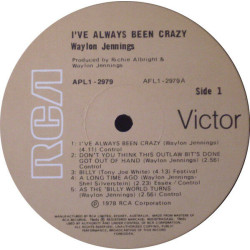 I'VE ALWAYS BEEN CRAZY
Waylon Jennings
Produced by Richie Albright &
Waylon Jennings
APL1-2979
APL1-2979A
Side 1
RCA
Victor
1: I'VE ALWAYS BEEN CRAZY (Waylon Jennings)
(4.11) Control
2: DON'T YOU THINK THIS OUTLAW BIT'S DONE
GOT OUT OF HAND (Waylon Jennings) (2.56)
Control
3: BILLY (Tony Joe White) (4.13) Festival
4: A LONG TIME AGO (Waylon Jennings-
Shel Silverstein) (2.33) Essex / Control
5: AS THE "BILLY WORLD TURNS
(Waylon Jennings) (2.58) Control
℗ 1978 RCA Corporation